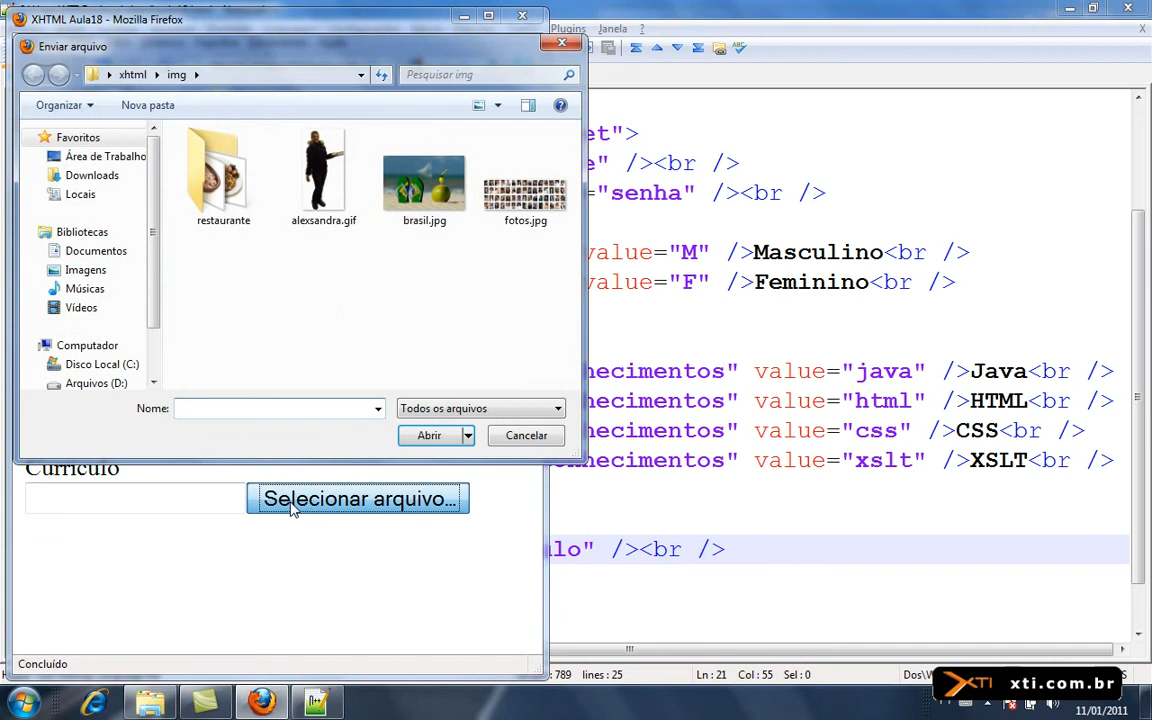 XHTML Aula18 - Mozilla Firefox
Plugins Janela ? X
Enviar arquivo
xhtml img
Pesquisar img
Organizar Nova pasta
Favoritos
Área de Trabalho
Downloads
Locais
Bibliotecas
Documentos
Imagens
Músicas
Vídeos
Computador
Disco Local (C:)
Arquivos (D:)
restaurante
alexsandra.gif
brasil.jpg
fotos.jpg
Nome:
Todos os arquivos
Abrir
Cancelar
Currículo
Selecionar arquivo...
Concluído
et">
e" /><br />
="senha" /><br />
value="M" />Masculino<br />
value="F" />Feminino<br />
hecimentos" value="java" />Java<br />
hecimentos" value="html" />HTML<br />
hecimentos" value="css" />CSS<br />
hecimentos" value="xslt" />XSLT<br />
ulo" /><br />
789 lines : 25
Ln : 21 Col : 55 Sel : 0
Dos\W
XTI xti.com.br
11/01/2011